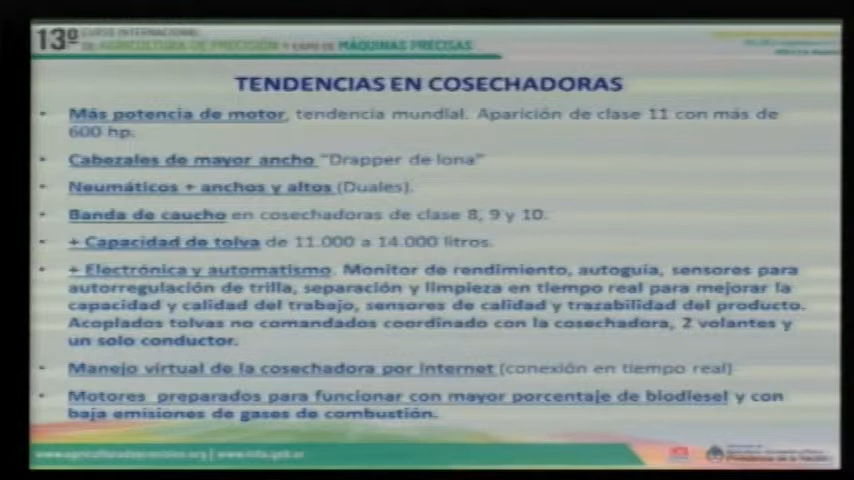 13º CURSO INTERNACIONAL
DE AGRICULTURA DE PRECISIÓN Y EXPO DE MÁQUINAS PRECISAS
TENDENCIAS EN COSECHADORAS
• Más potencia de motor, tendencia mundial. Aparición de clase 11 con más de
600 hp.
• Cabezales de mayor ancho "Drapper de lona"
• Neumáticos + anchos y altos (Duales).
• Banda de caucho en cosechadoras de clase 8, 9 y 10.
• + Capacidad de tolva de 11.000 a 14.000 litros.
• + Electrónica y automatismo. Monitor de rendimiento, autoguía, sensores para
autorregulación de trilla, separación y limpieza en tiempo real para mejorar la
capacidad y calidad del trabajo, sensores de calidad y trazabilidad del producto.
Acoplados tolvas no comandados coordinado con la cosechadora, 2 volantes y
un solo conductor.
• Manejo virtual de la cosechadora por internet (conexión en tiempo real)
• Motores preparados para funcionar con mayor porcentaje de biodiesel y con
baja emisiones de gases de combustión.
www.agriculturadeprecision.org | www.inta.gob.ar
Presidencia de la Nación